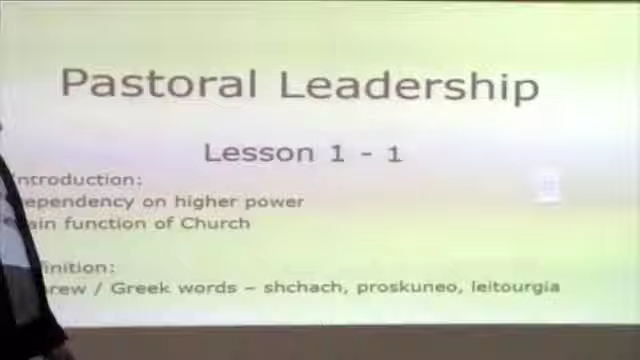 Pastoral Leadership
Lesson 1 - 1
ntroduction:
ependency on higher power
ain function of Church
inition:
rew / Greek words – shchach, proskuneo, leitourgia